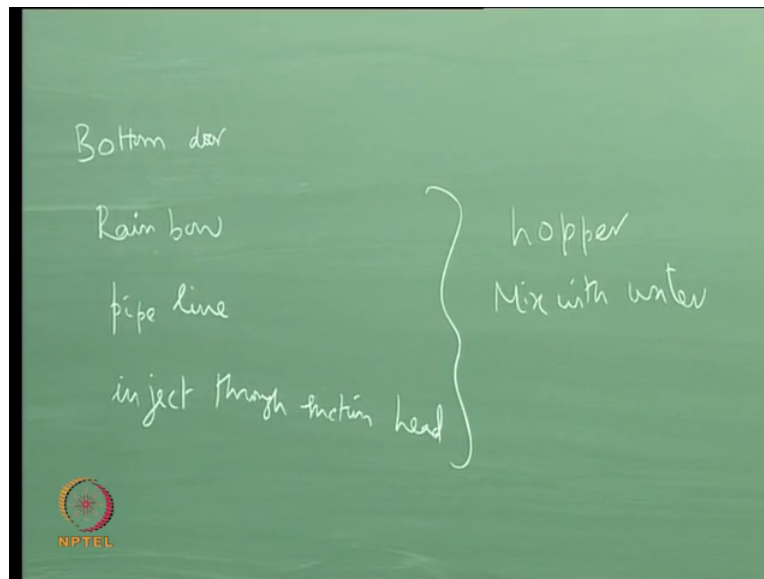 Bottom door
Rain bow
pipe line
inject through suction head
hopper
Mix with water
NPTEL